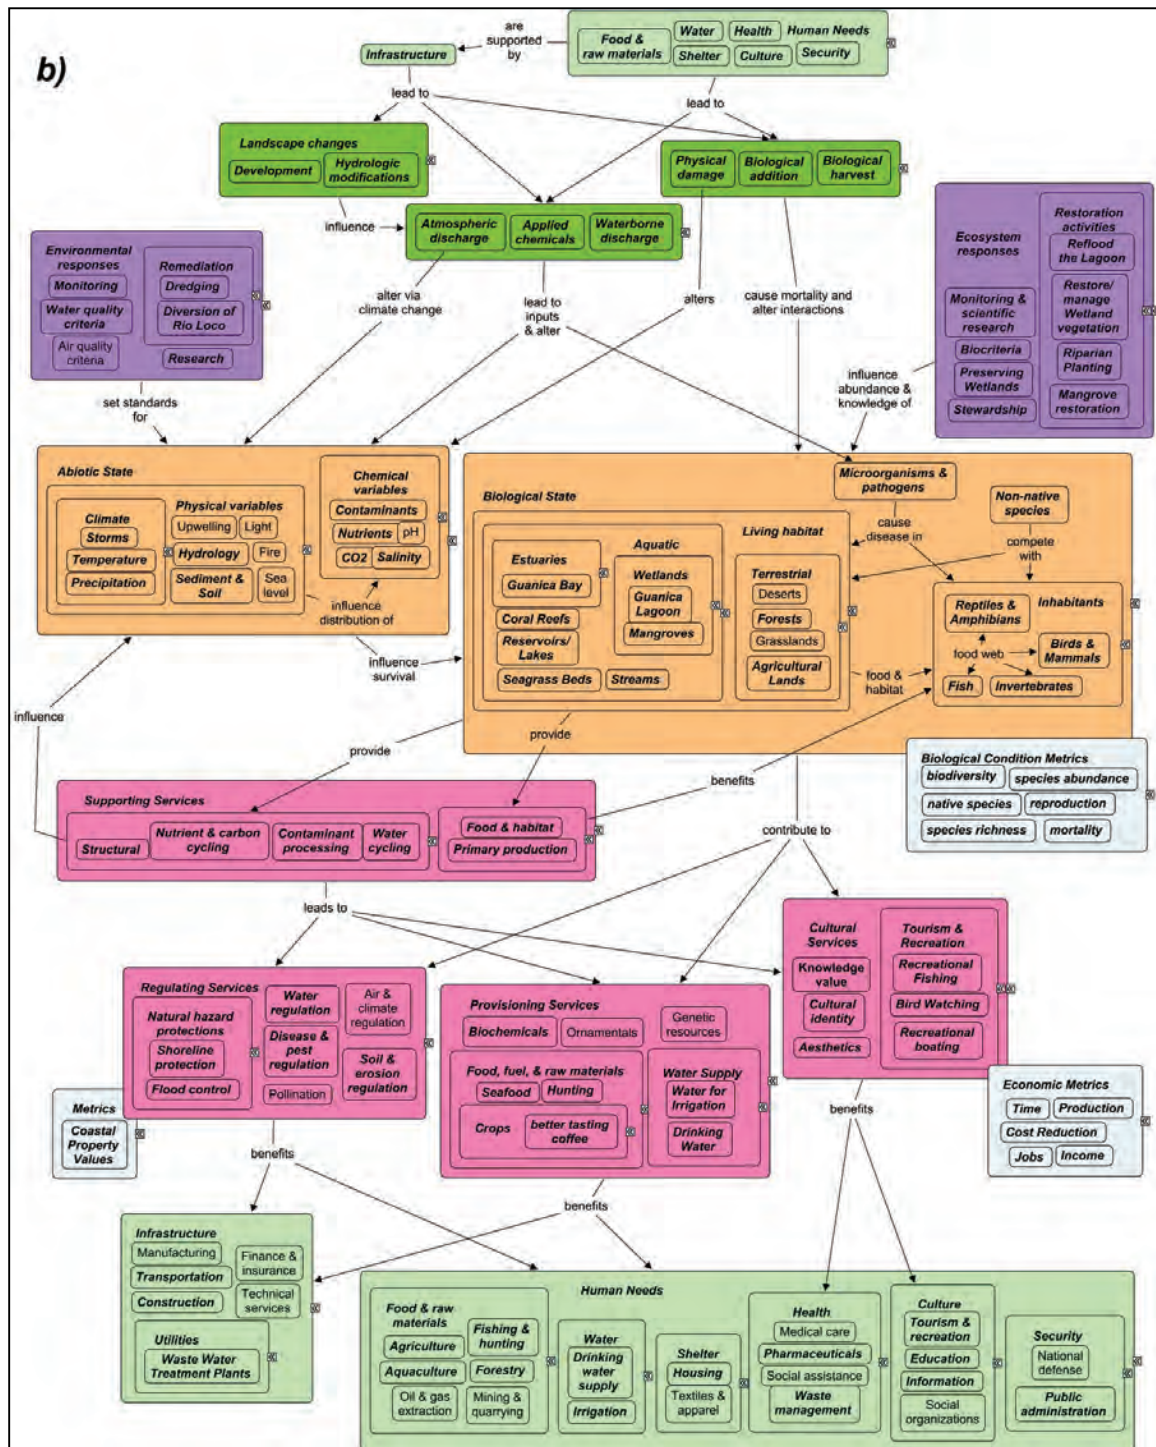 b)
Infrastructure
are
supported
by
Food &
raw materials
Water
Health
Human Needs
Shelter
Culture
Security
lead to
lead to
Landscape changes
Development
Hydrologic
modifications
Physical
damage
Biological
addition
Biological
harvest
influence
Atmospheric
discharge
Applied
chemicals
Waterborne
discharge
Environmental
responses
Monitoring
Water quality
criteria
Air quality
criteria
Remediation
Dredging
Diversion of
Rio Loco
Research
Ecosystem
responses
Monitoring &
scientific
research
Biocriteria
Preserving
Wetlands
Stewardship
Restoration
activities
Reflood
the Lagoon
Restore/
manage
Wetland
vegetation
Riparian
Planting
Mangrove
restoration
alter via
climate change
lead to
inputs
& alter
alters
cause mortality and
alter interactions
influence
abundance &
knowledge of
set standards
for
Abiotic State
Climate
Storms
Temperature
Precipitation
Physical variables
Upwelling
Light
Hydrology
Fire
Sediment &
Soil
Sea
level
Chemical
variables
Contaminants
Nutrients
pH
CO2
Salinity
influence
distribution of
influence
survival
Biological State
Microorganisms &
pathogens
Non-native
species
cause
disease in
compete
with
Living habitat
Estuaries
Guanica Bay
Coral Reefs
Reservoirs/
Lakes
Seagrass Beds
Streams
Aquatic
Wetlands
Guanica
Lagoon
Mangroves
Terrestrial
Deserts
Forests
Grasslands
Agricultural
Lands
food &
habitat
Reptiles &
Amphibians
Inhabitants
food web
Birds &
Mammals
Fish
Invertebrates
influence
provide
provide
benefits
Biological Condition Metrics
biodiversity
species abundance
native species
reproduction
species richness
mortality
Supporting Services
Structural
Nutrient & carbon
cycling
Contaminant
processing
Water
cycling
Food & habitat
Primary production
contribute to
leads to
Cultural
Services
Knowledge
value
Cultural
identity
Aesthetics
Tourism &
Recreation
Recreational
Fishing
Bird Watching
Recreational
boating
Regulating Services
Natural hazard
protections
Shoreline
protection
Flood control
Water
regulation
Disease &
pest
regulation
Pollination
Air &
climate
regulation
Soil &
erosion
regulation
Provisioning Services
Biochemicals
Ornamentals
Genetic
resources
Food, fuel, & raw materials
Seafood
Hunting
Crops
better tasting
coffee
Water Supply
Water for
Irrigation
Drinking
Water
Metrics
Coastal
Property
Values
Economic Metrics
Time
Production
Cost Reduction
Jobs
Income
benefits
benefits
benefits
Infrastructure
Manufacturing
Transportation
Construction
Finance &
insurance
Technical
services
Utilities
Waste Water
Treatment Plants
Human Needs
Food & raw
materials
Agriculture
Aquaculture
Oil & gas
extraction
Fishing &
hunting
Forestry
Mining &
quarrying
Water
Drinking
water
supply
Irrigation
Shelter
Housing
Textiles &
apparel
Health
Medical care
Pharmaceuticals
Social assistance
Waste
management
Culture
Tourism &
recreation
Education
Information
Social
organizations
Security
National
defense
Public
administration